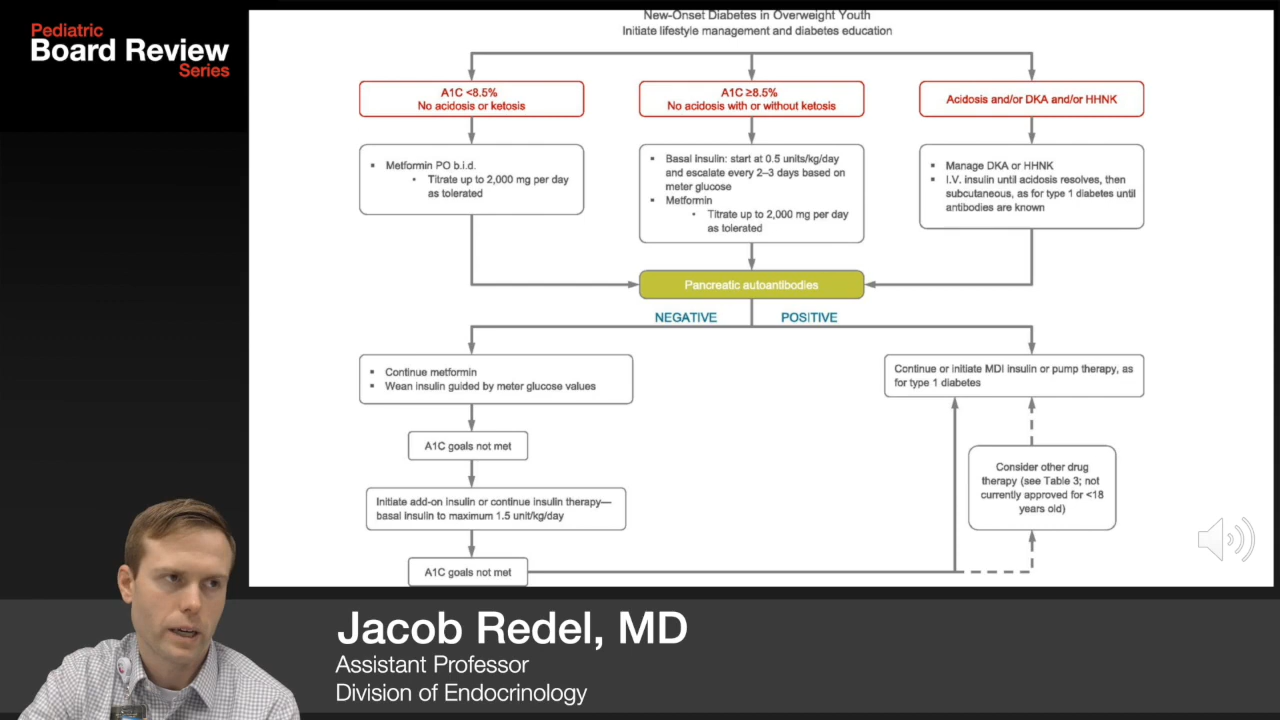 Pediatric
Board Review
Series
New-Onset Diabetes in Overweight Youth
Initiate lifestyle management and diabetes education
A1C <8.5%
No acidosis or ketosis
A1C ≥8.5%
No acidosis with or without ketosis
Acidosis and/or DKA and/or HHNK
▪ Metformin PO b.i.d.
• Titrate up to 2,000 mg per day
as tolerated
▪ Basal insulin: start at 0.5 units/kg/day
and escalate every 2–3 days based on
meter glucose
▪ Metformin
• Titrate up to 2,000 mg per day
as tolerated
▪ Manage DKA or HHNK
▪ I.V. insulin until acidosis resolves, then
subcutaneous, as for type 1 diabetes until
antibodies are known
Pancreatic autoantibodies
NEGATIVE
POSITIVE
▪ Continue metformin
▪ Wean insulin guided by meter glucose values
Continue or initiate MDI insulin or pump therapy, as
for type 1 diabetes
A1C goals not met
Consider other drug
therapy (see Table 3; not
currently approved for <18
years old)
Initiate add-on insulin or continue insulin therapy—
basal insulin to maximum 1.5 unit/kg/day
A1C goals not met
Jacob Redel, MD
Assistant Professor
Division of Endocrinology